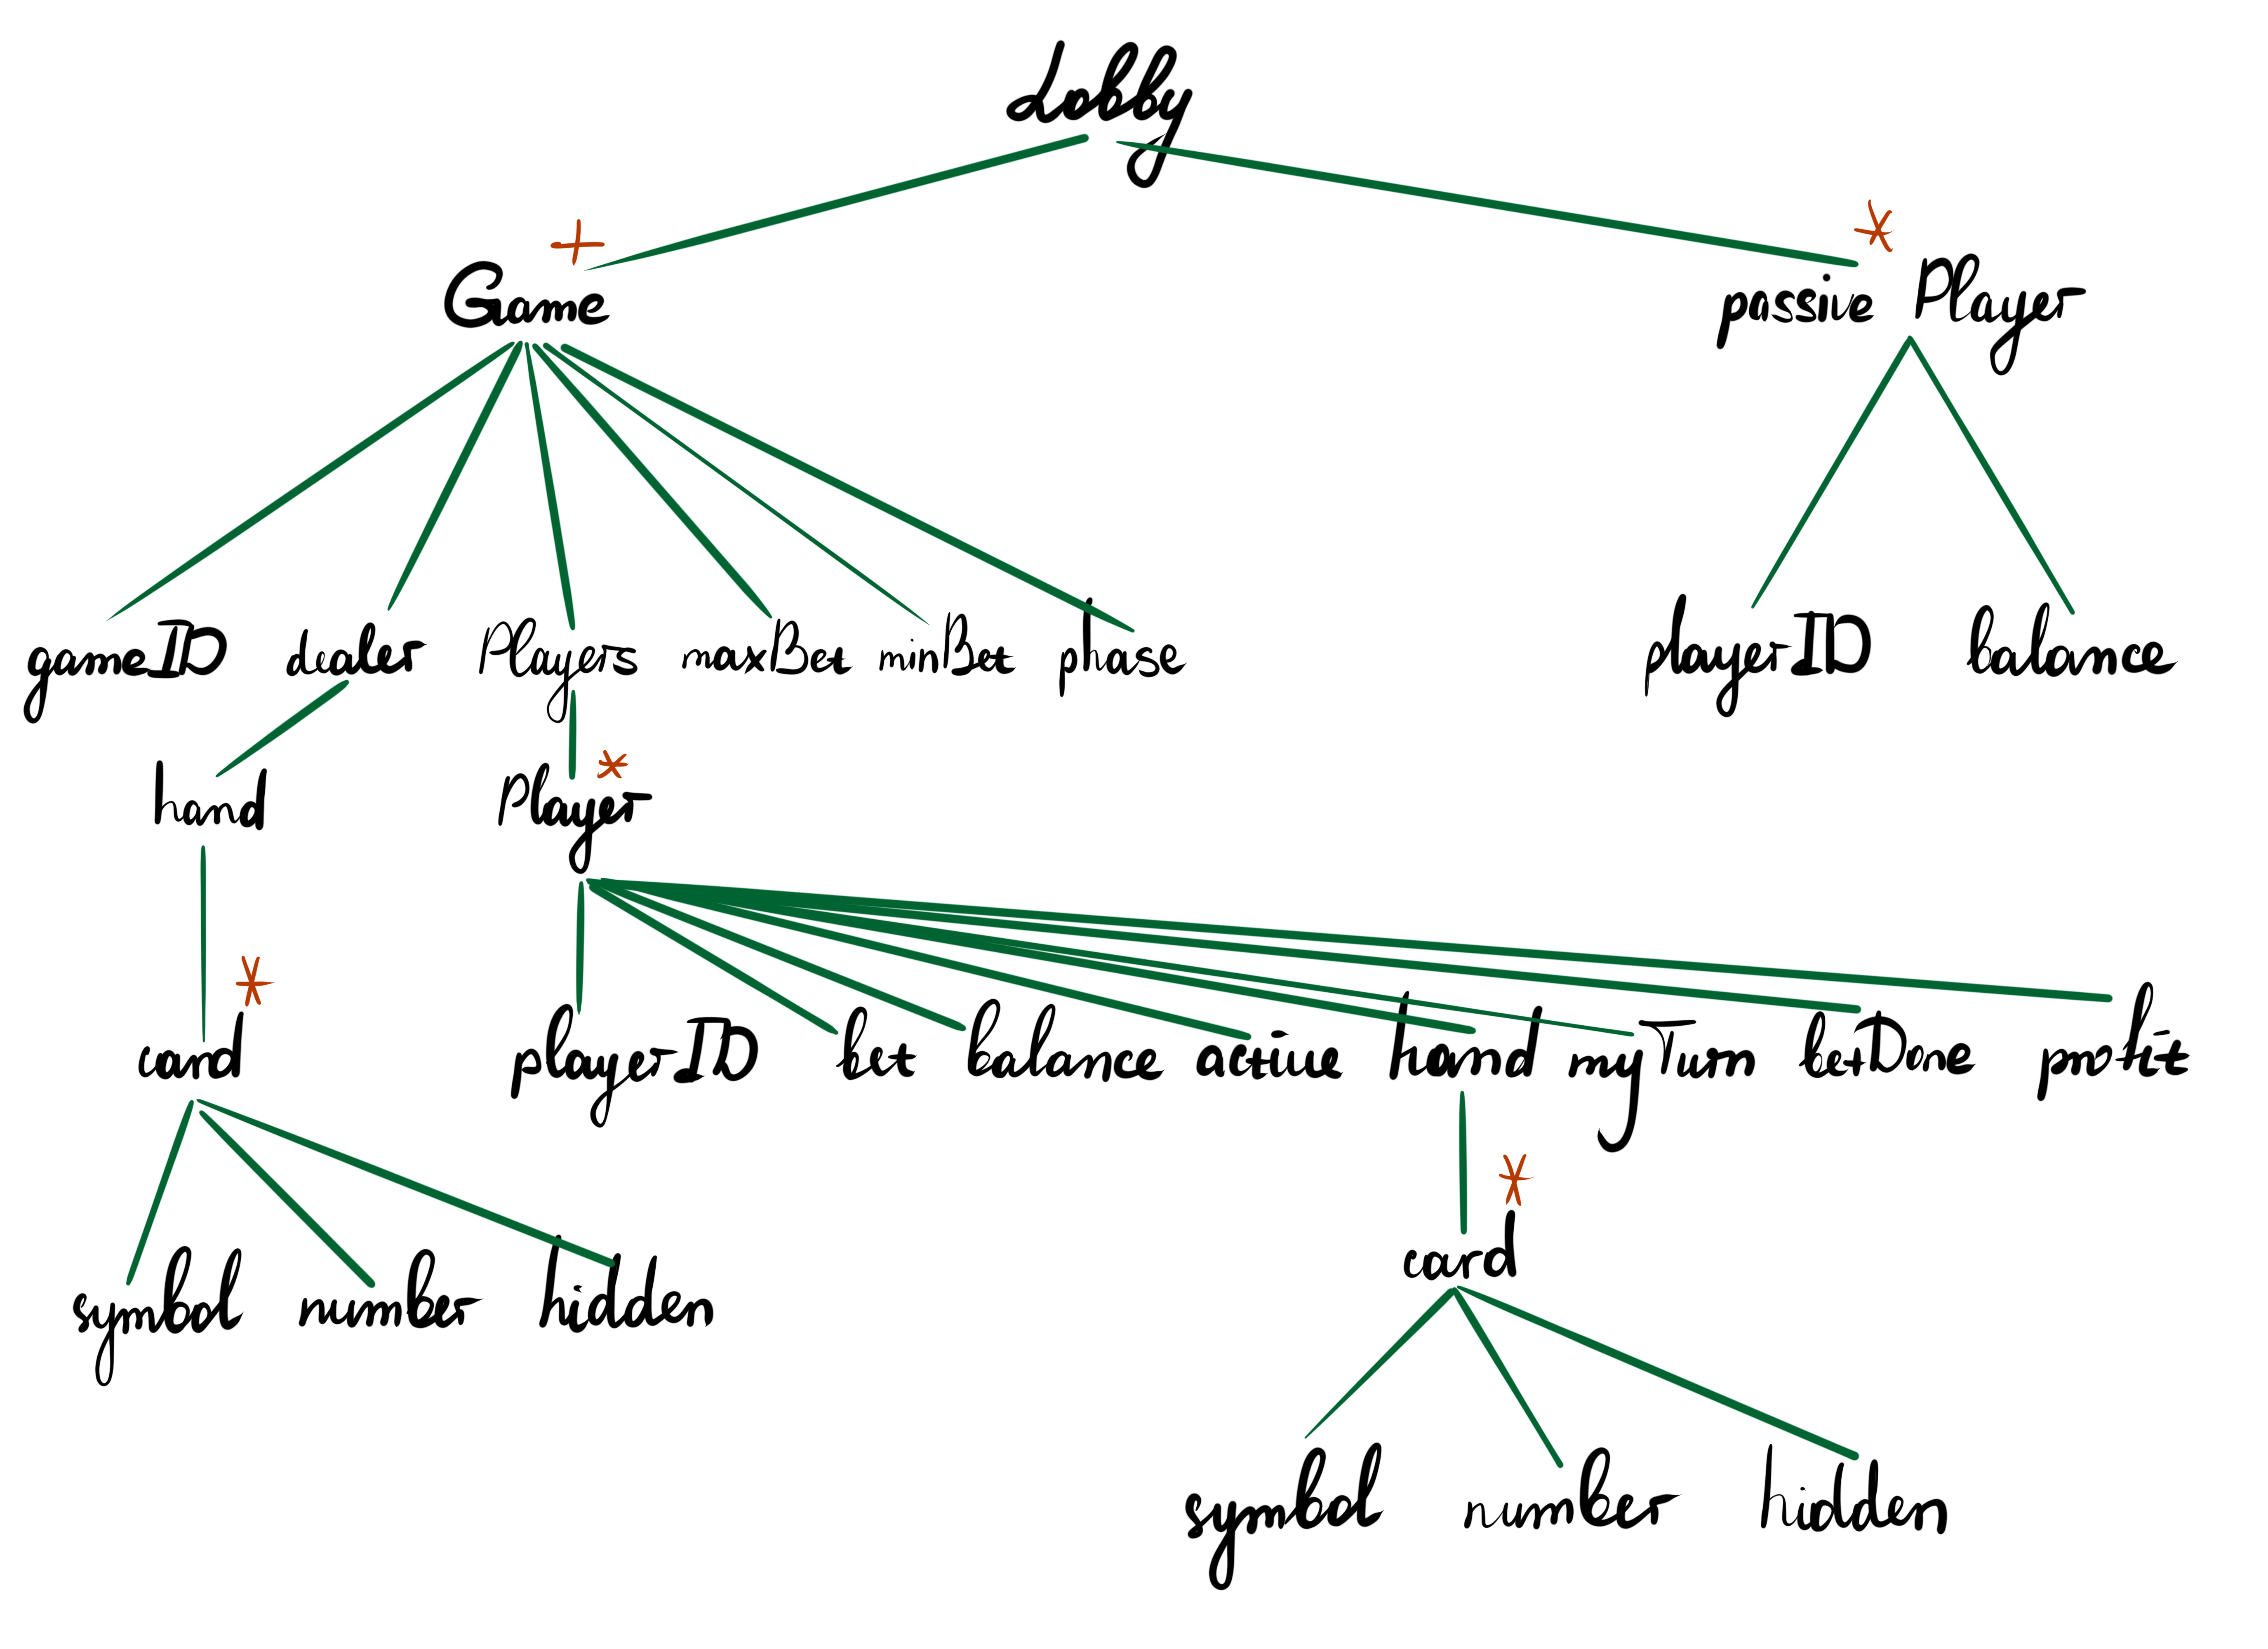 Lobby
+ *
Game passive Player
gameID dealer Players maxBet minBet phase playerID balance
hand Player *
card * playerID bet balance active hand myTurn betDone profit
card *
symbol number hidden
symbol number hidden